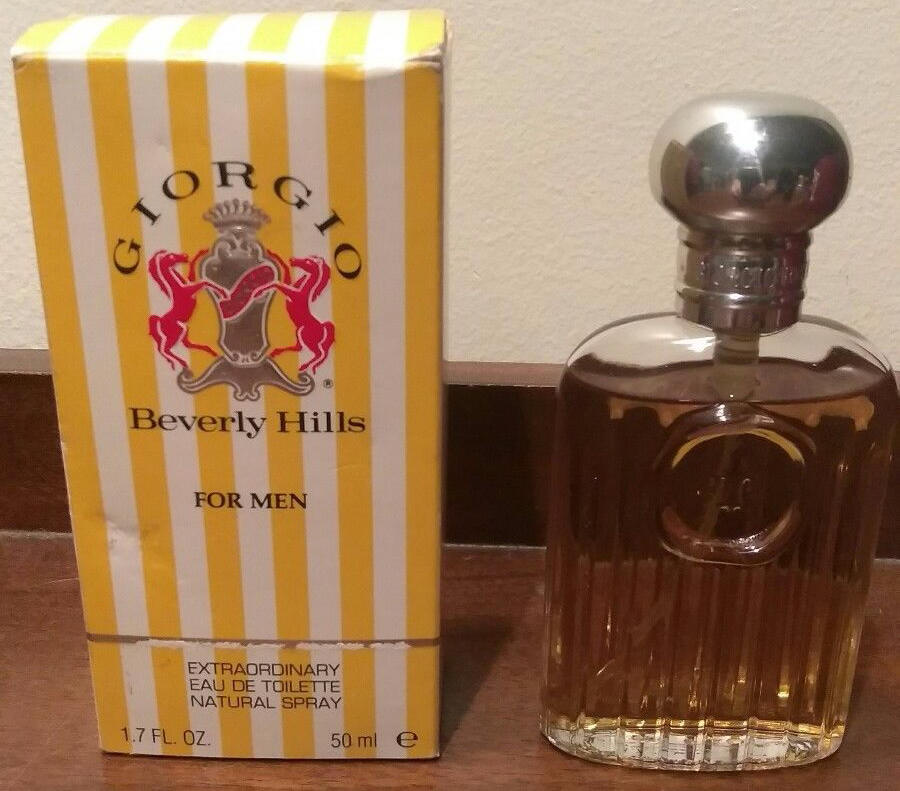 GIORGIO
®
Beverly Hills
FOR MEN
EXTRAORDINARY
EAU DE TOILETTE
NATURAL SPRAY
1.7 FL. OZ. 50 ml e